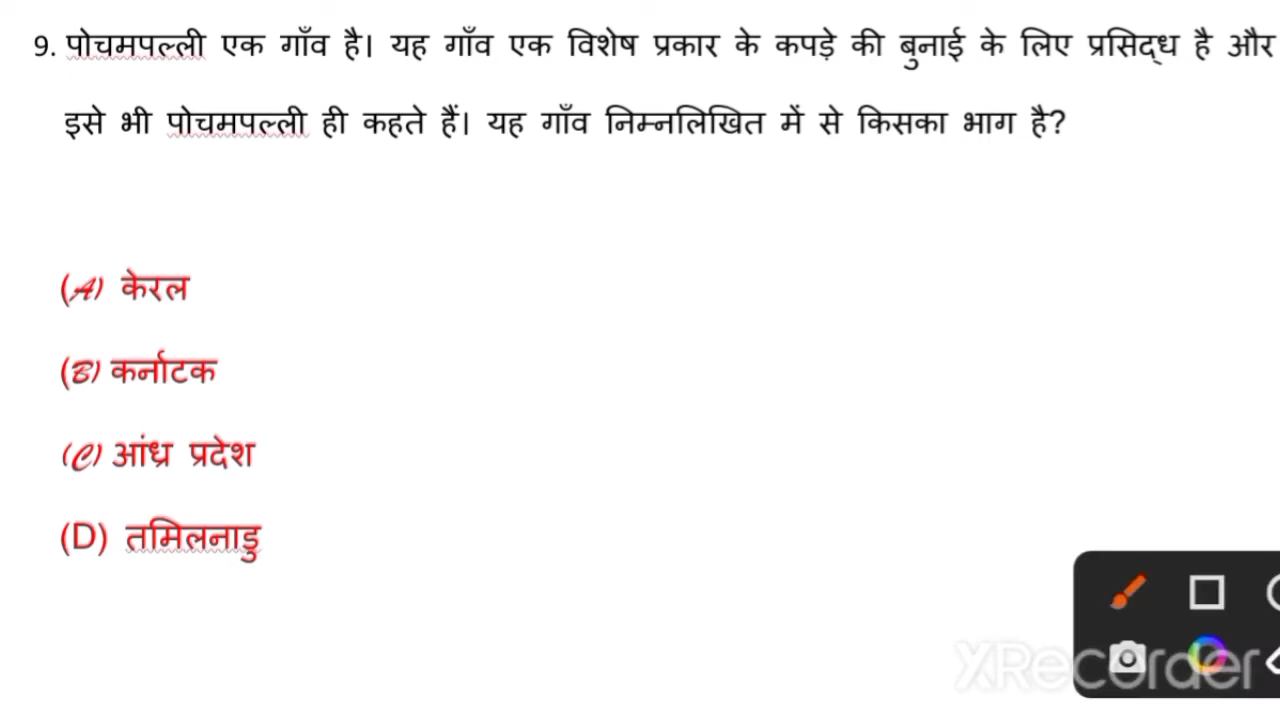 9. पोचमपल्ली एक गाँव है। यह गाँव एक विशेष प्रकार के कपड़े की बुनाई के लिए प्रसिद्ध है और
इसे भी पोचमपल्ली ही कहते हैं। यह गाँव निम्नलिखित में से किसका भाग है?
(A) केरल
(B) कर्नाटक
(C) आंध्र प्रदेश
(D) तमिलनाडु
XRecorder